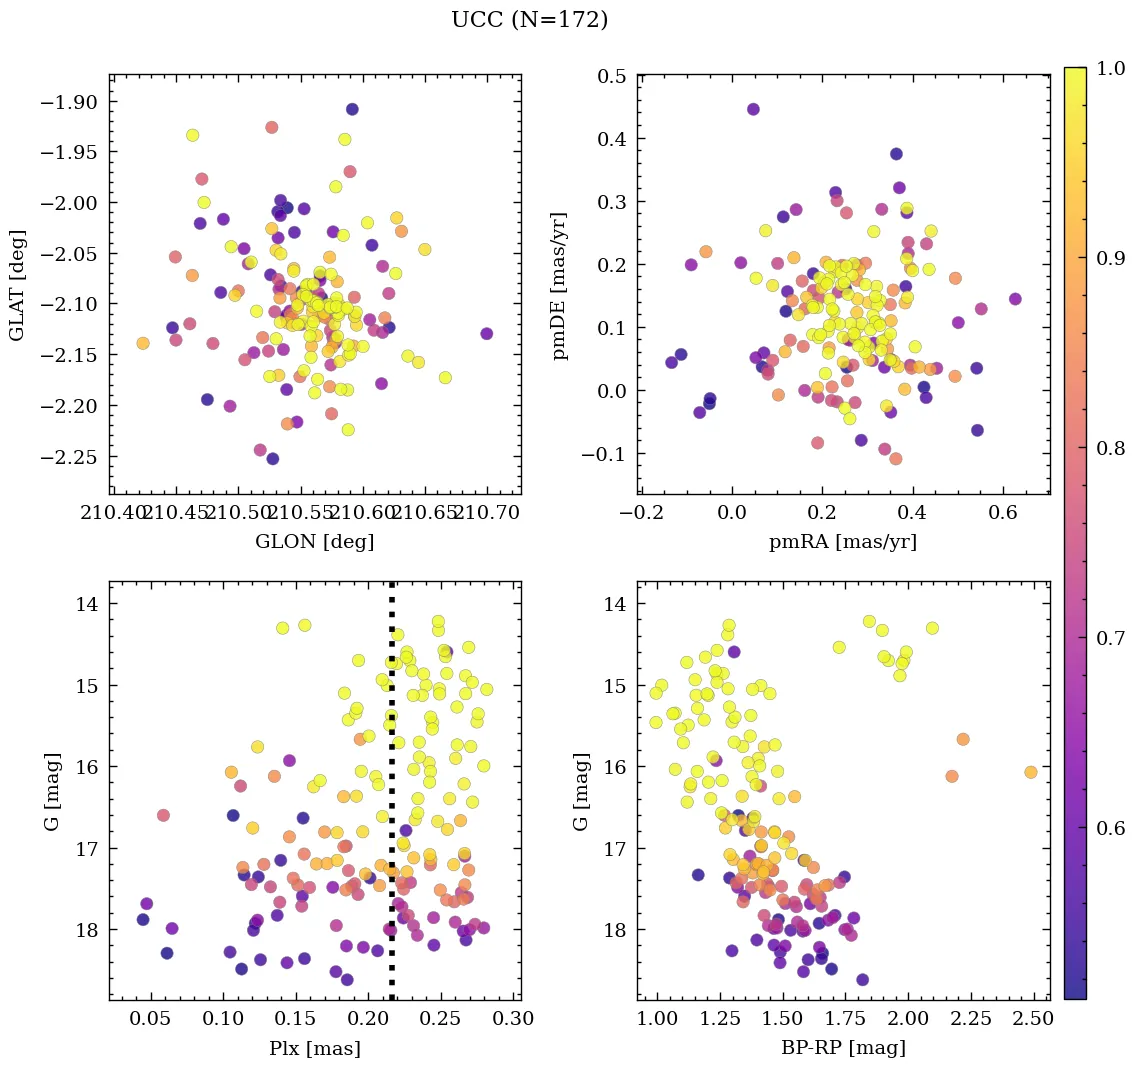 UCC (N=172)
−1.90
−1.95
−2.00
−2.05
−2.10
−2.15
−2.20
−2.25
GLAT [deg]
210.40 210.45 210.50 210.55 210.60 210.65 210.70
GLON [deg]
0.5
0.4
0.3
0.2
0.1
0.0
−0.1
pmDE [mas/yr]
−0.2 0.0 0.2 0.4 0.6
pmRA [mas/yr]
14
15
16
17
18
G [mag]
0.05 0.10 0.15 0.20 0.25 0.30
Plx [mas]
14
15
16
17
18
G [mag]
1.00 1.25 1.50 1.75 2.00 2.25 2.50
BP-RP [mag]
1.0
0.9
0.8
0.7
0.6